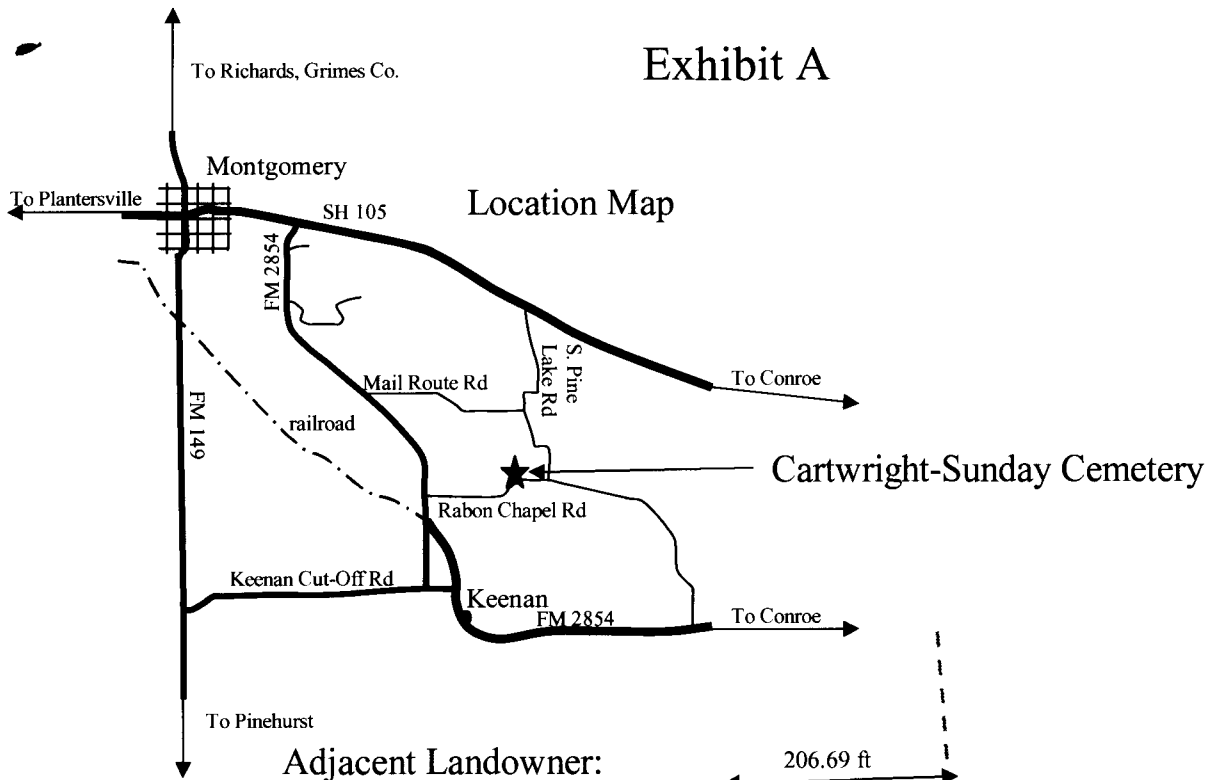 Exhibit A
To Richards, Grimes Co.
Montgomery
To Plantersville
SH 105
Location Map
FM 2854
S. Pine
Lake Rd
Mail Route Rd
To Conroe
railroad
FM 149
Cartwright-Sunday Cemetery
Rabon Chapel Rd
Keenan Cut-Off Rd
Keenan
FM 2854
To Conroe
To Pinehurst
Adjacent Landowner:
206.69 ft